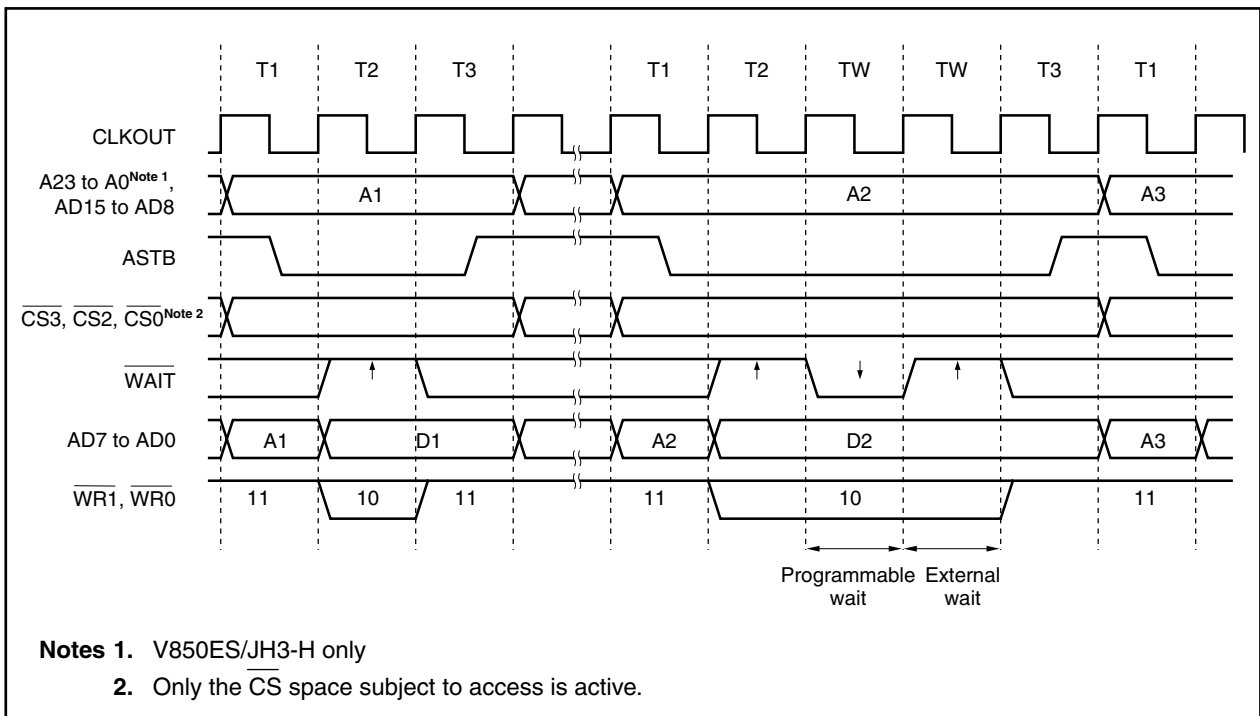 T1 T2 T3 T1 T2 TW TW T3 T1
CLKOUT
A23 to A0Note 1,
AD15 to AD8
A1 A2 A3
ASTB
CS3, CS2, CS0Note 2
WAIT
AD7 to AD0 A1 D1 A2 D2 A3
WR1, WR0 11 10 11 11 10 11
Programmable wait
External wait
Notes 1. V850ES/JH3-H only
2. Only the CS space subject to access is active.